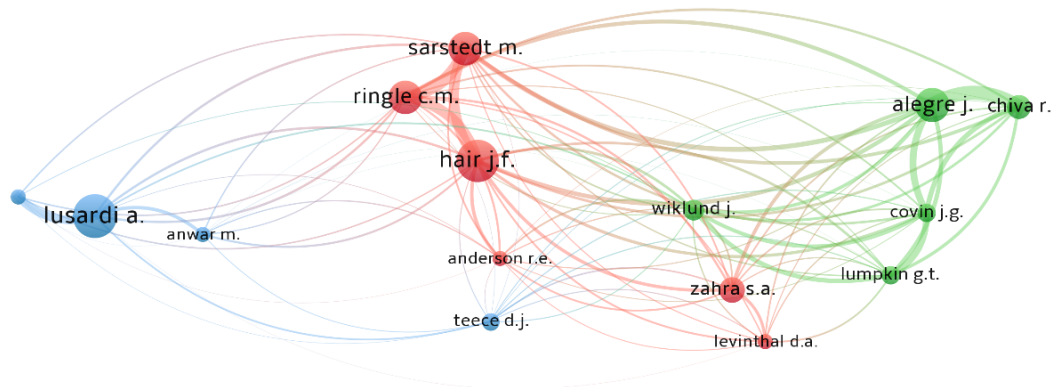 sarstedt m.
ringle c.m.
alegre j.
chiva r.
hair j.f.
lusardi a.
wiklund j.
covin j.g.
anwar m.
anderson r.e.
lumpkin g.t.
zahra s.a.
teece d.j.
levinthal d.a.